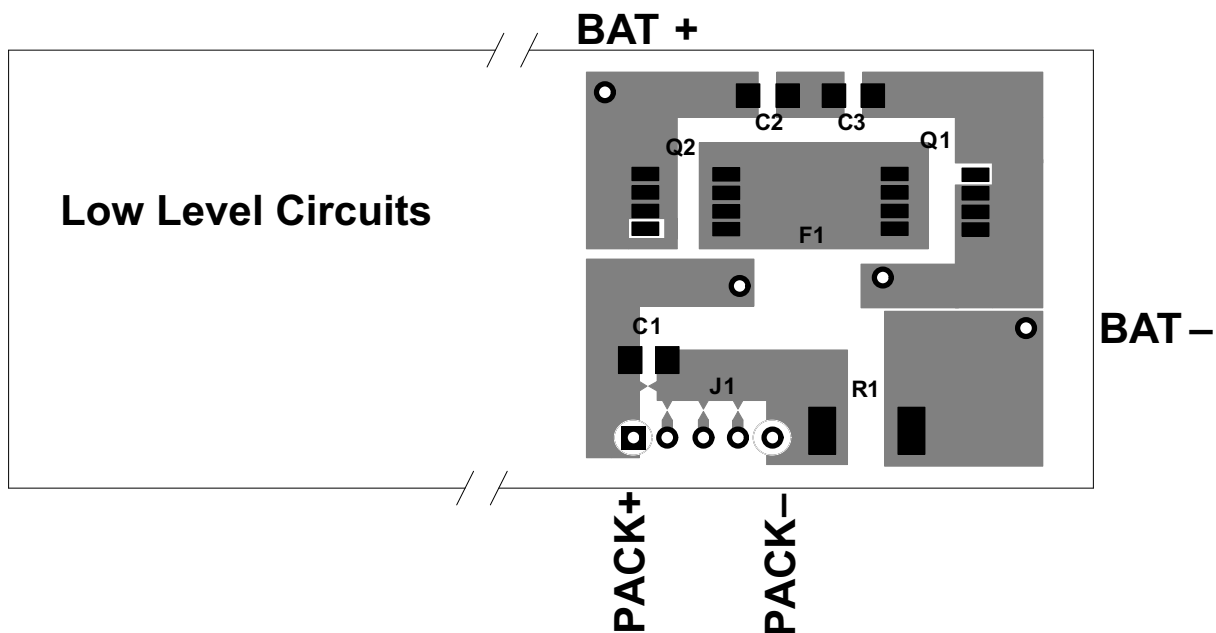 BAT +
C2
C3
Q2
Q1
Low Level Circuits
F1
C1
BAT –
J1
R1
PACK+
PACK–